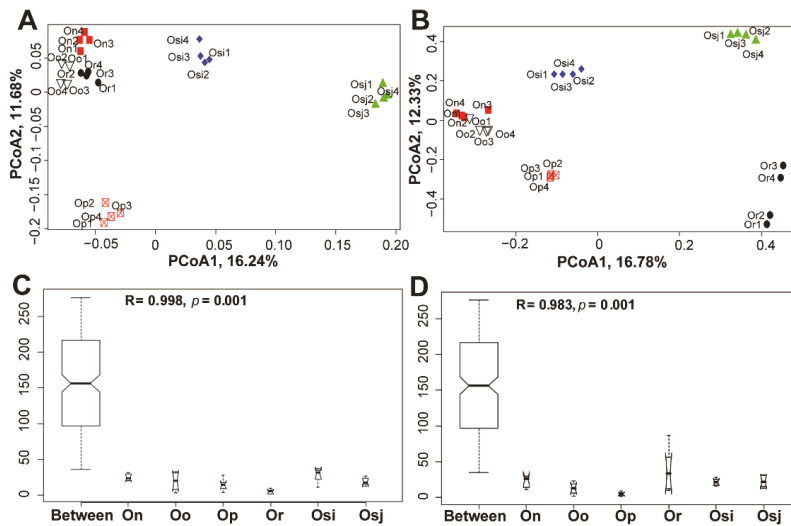 A
On4
On2
On3
On1
Oo2
Oo1
Or4
Or2
Or3
Oo4
Oo3
Or1
Osi4
Osi3
Osi1
Osi2
Osj1
Osj2
Osj4
Osj3
Op2
Op3
Op4
Op1
0.05
0
-0.05
-0.1
-0.15
-0.2
PCoA2, 11.68%
-0.05
0
0.05
0.10
0.15
0.20
PCoA1, 16.24%
B
Osj2
Osj1
Osj3
Osj4
Osi4
Osi1
Osi2
Osi3
On4
On3
On1
On2
Oo1
Oo2
Oo4
Oo3
Op3
Op2
Op1
Op4
Or3
Or4
Or2
Or1
0.4
0.2
0
-0.2
-0.4
PCoA2, 12.33%
-0.2
0
0.2
0.4
PCoA1, 16.78%
C
R= 0.998, p = 0.001
250
200
150
100
50
0
Between On Oo Op Or Osi Osj
D
R= 0.983, p = 0.001
250
200
150
100
50
0
Between On Oo Op Or Osi Osj